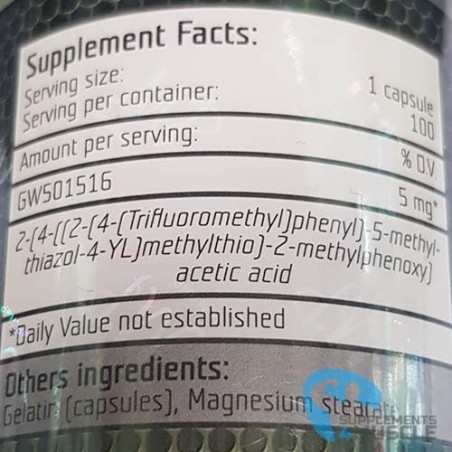 Supplement Facts:
Serving size: 1 capsule
Serving per container: 100
Amount per serving: % DV
GW501516 5 mg*
2-(4-((2-(4-(Trifluoromethyl)phenyl)-5-methyl-
thiazol-4-YL)methylthio)-2-methylphenoxy)
acetic acid
*Daily Value not established
Others ingredients:
Gelatin (capsules), Magnesium stearate
SUPPLEMENTS
4MUSCLE